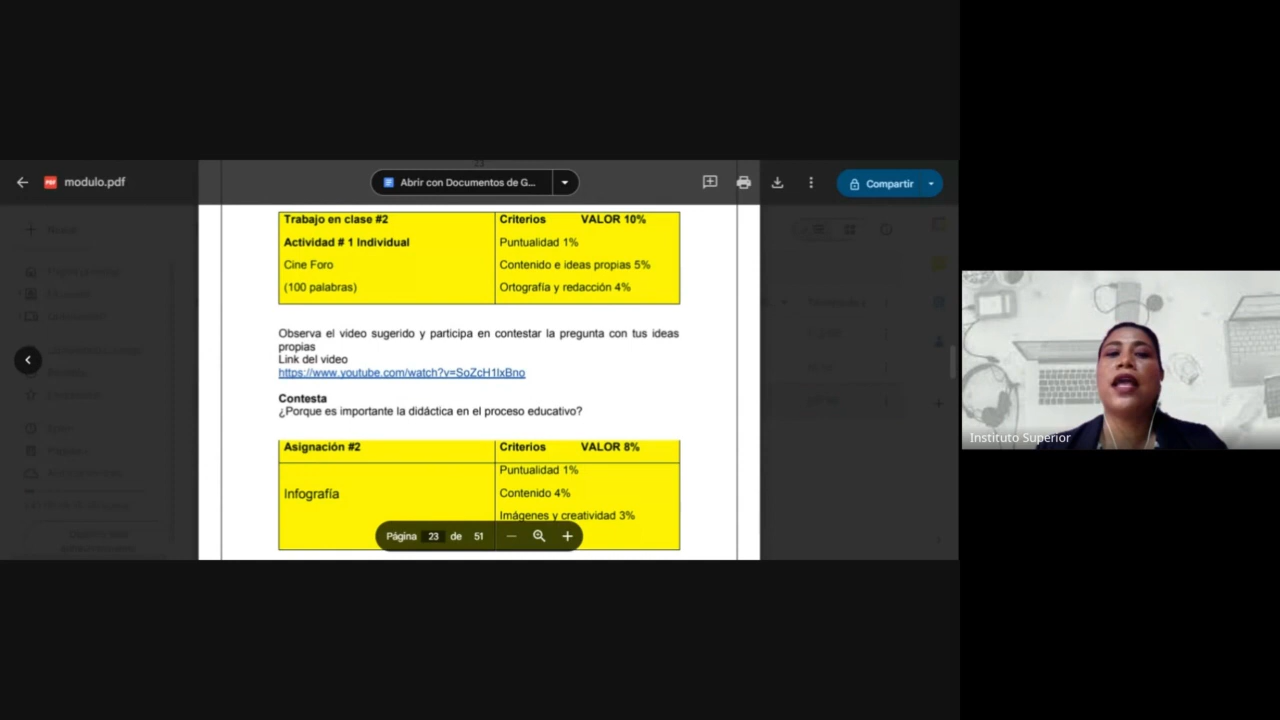 modulo.pdf
Abrir con Documentos de G...
Compartir
Trabajo en clase #2
Criterios VALOR 10%
Actividad # 1 Individual
Puntualidad 1%
Cine Foro
Contenido e ideas propias 5%
(100 palabras)
Ortografía y redacción 4%
Observa el video sugerido y participa en contestar la pregunta con tus ideas
propias
Link del video
https://www.youtube.com/watch?v=SoZcH1lxBno
Contesta
¿Porque es importante la didáctica en el proceso educativo?
Asignación #2
Criterios VALOR 8%
Puntualidad 1%
Infografía
Contenido 4%
Imágenes y creatividad 3%
Página 23 de 51
Instituto Superior